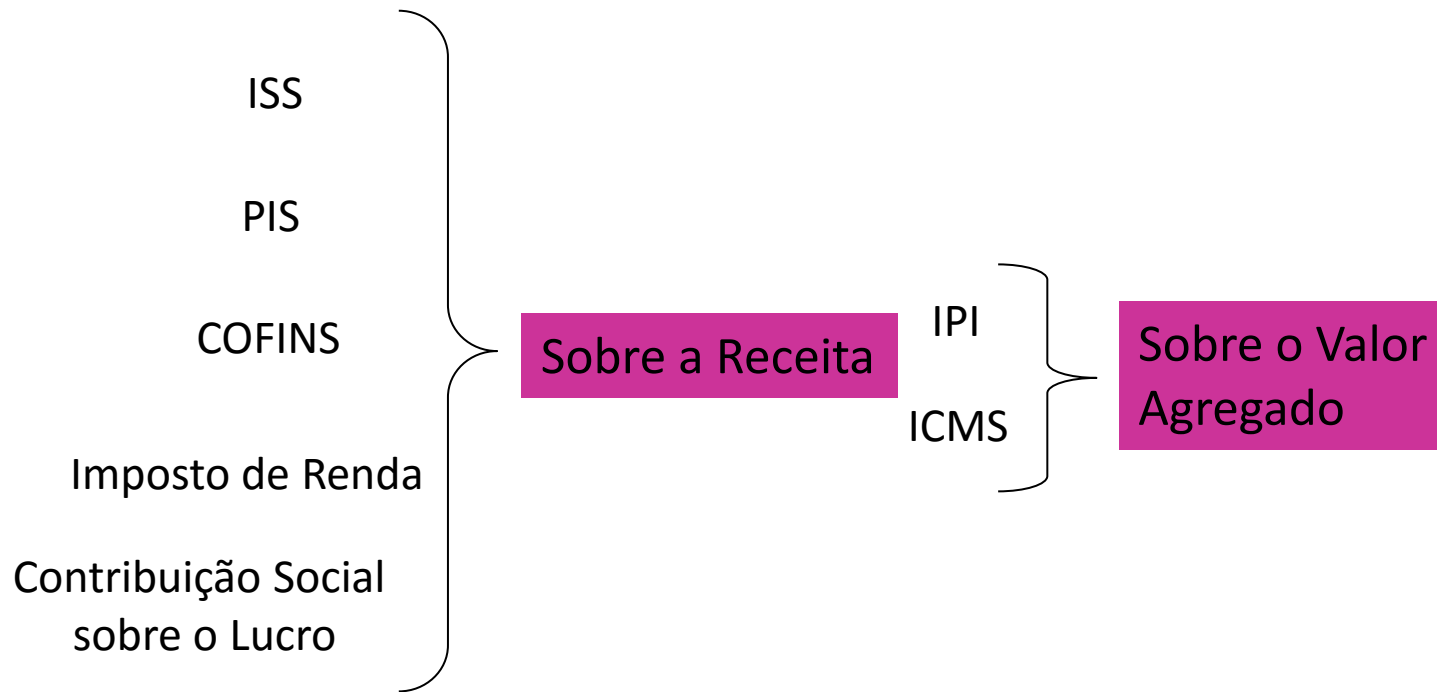 ISS
PIS
COFINS
Imposto de Renda
Contribuição Social
sobre o Lucro
Sobre a Receita
IPI
ICMS
Sobre o Valor
Agregado